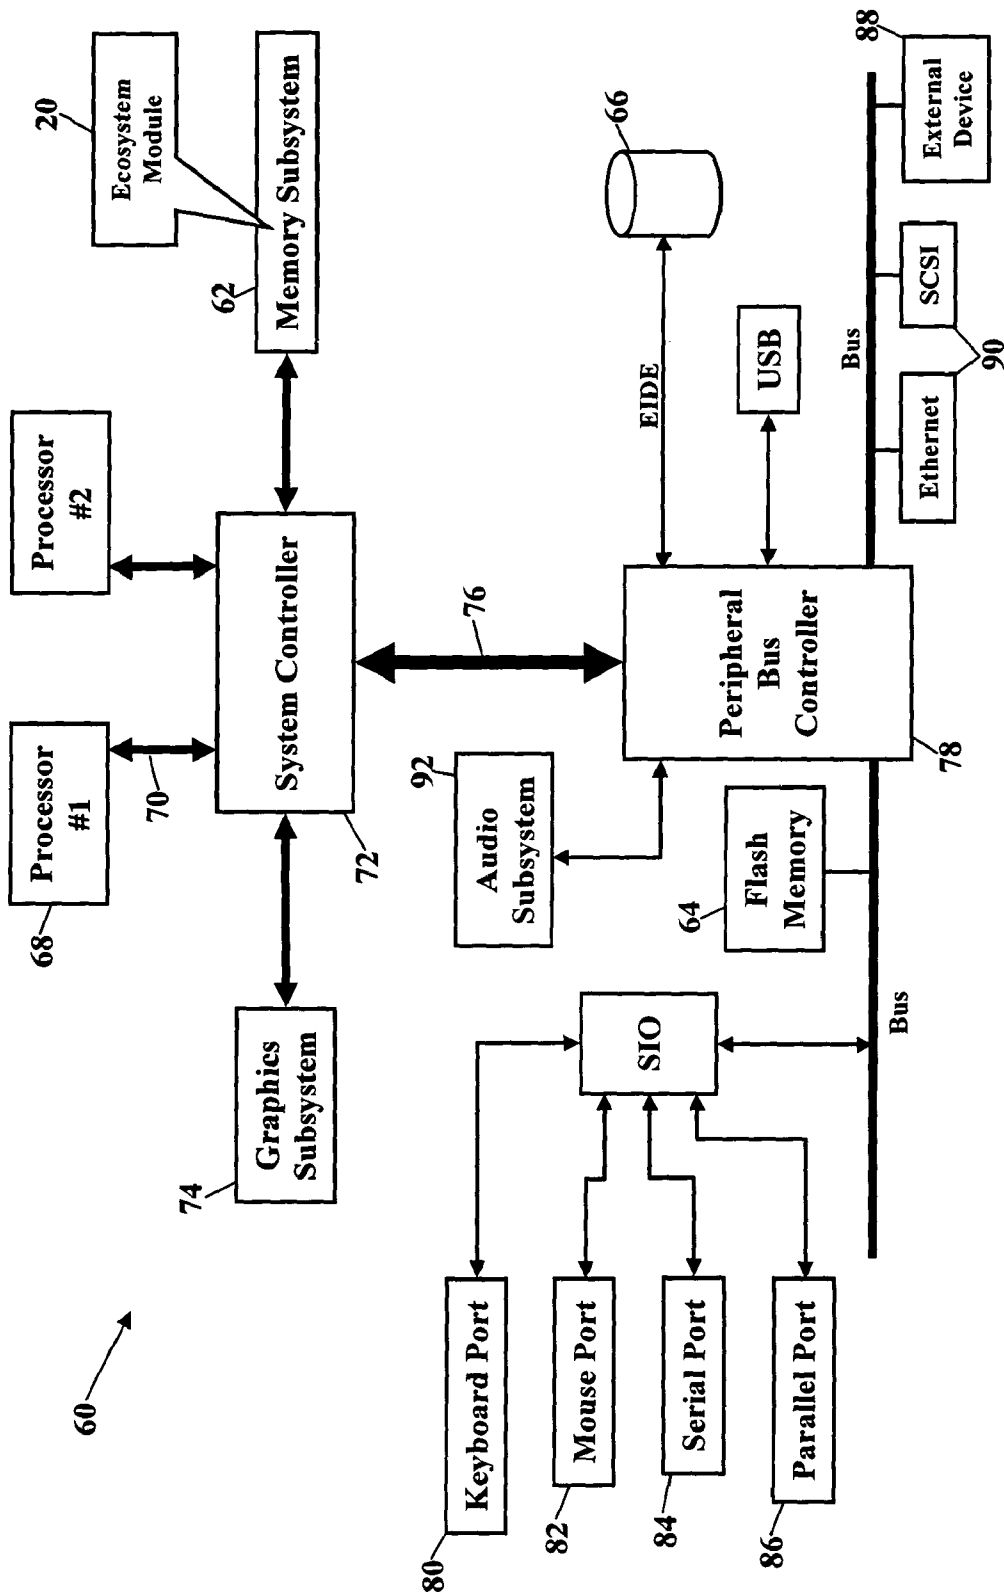 60
68
Processor
#1
70
Processor
#2
20
Ecosystem
Module
74
Graphics
Subsystem
72
System Controller
62
Memory Subsystem
76
80
Keyboard Port
92
Audio
Subsystem
82
Mouse Port
SIO
66
EIDE
84
Serial Port
Peripheral
Bus
Controller
78
USB
64
Flash
Memory
86
Parallel Port
Bus
Bus
88
Ethernet
SCSI
External
Device
90